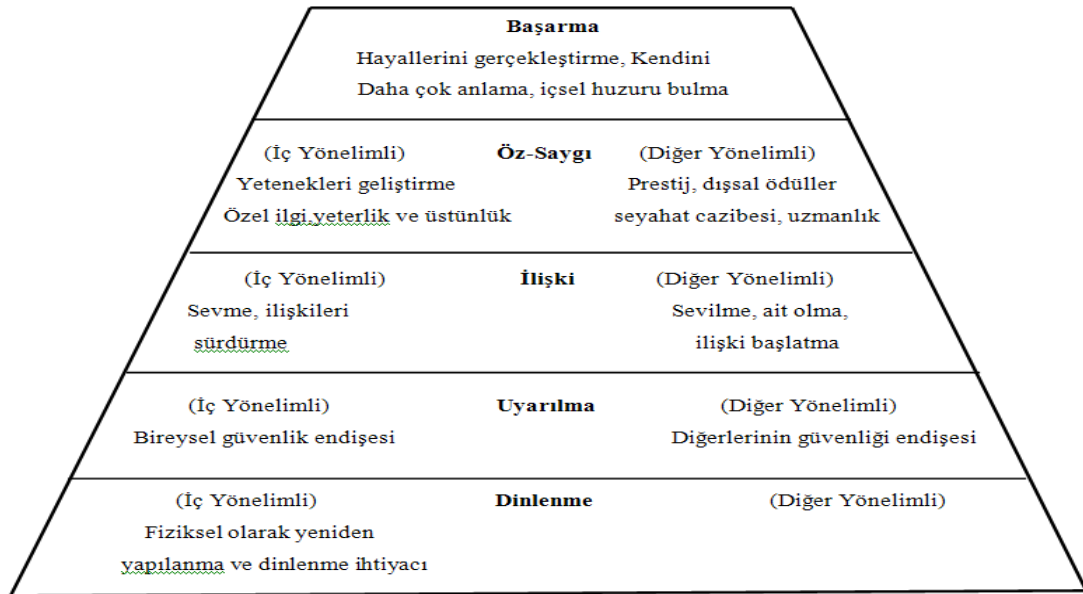 Başarma
Hayallerini gerçekleştirme, Kendini
Daha çok anlama, içsel huzuru bulma
(İç Yönelimli) Öz-Saygı (Diğer Yönelimli)
Yetenekleri geliştirme Prestij, dışsal ödüller
Özel ilgi,yeterlik ve üstünlük seyahat cazibesi, uzmanlık
(İç Yönelimli) İlişki (Diğer Yönelimli)
Sevme, ilişkileri Sevilme, ait olma,
sürdürme ilişki başlatma
(İç Yönelimli) Uyarılma (Diğer Yönelimli)
Bireysel güvenlik endişesi Diğerlerinin güvenliği endişesi
(İç Yönelimli) Dinlenme (Diğer Yönelimli)
Fiziksel olarak yeniden
yapılanma ve dinlenme ihtiyacı